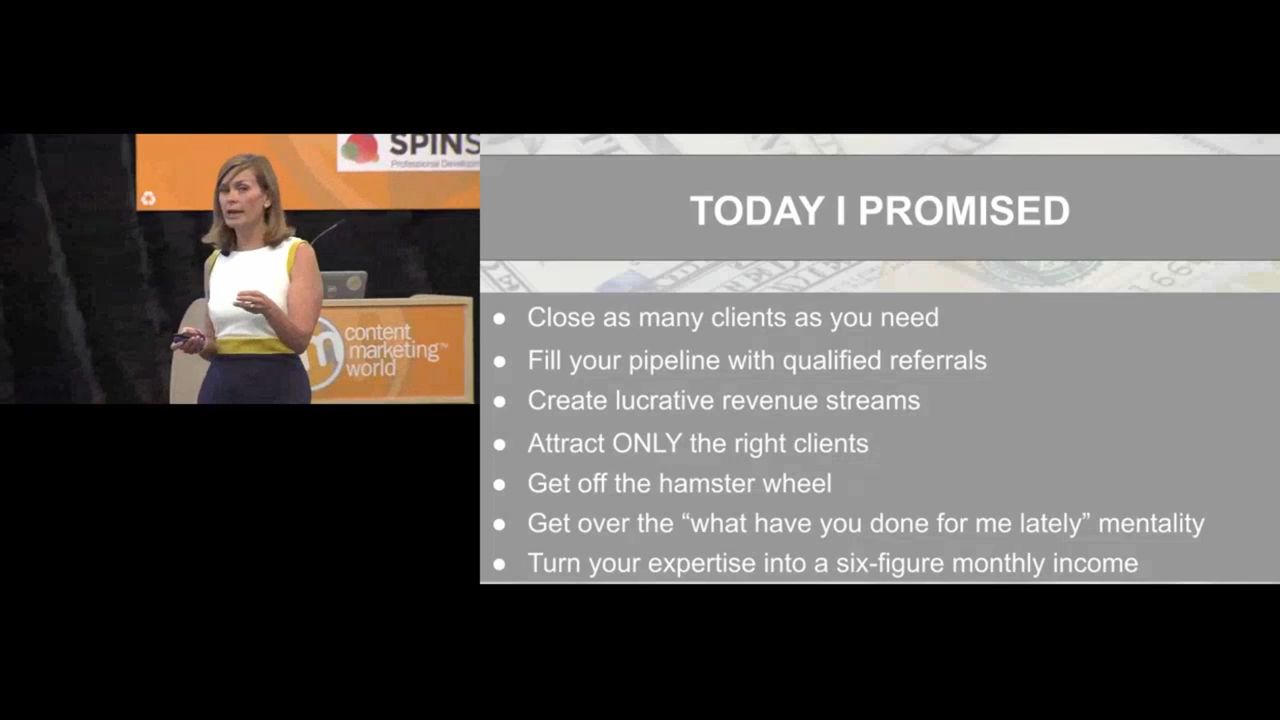 SPINS
Professional Developm
content
marketing™
world
m
TODAY I PROMISED
● Close as many clients as you need
● Fill your pipeline with qualified referrals
● Create lucrative revenue streams
● Attract ONLY the right clients
● Get off the hamster wheel
● Get over the “what have you done for me lately” mentality
● Turn your expertise into a six-figure monthly income